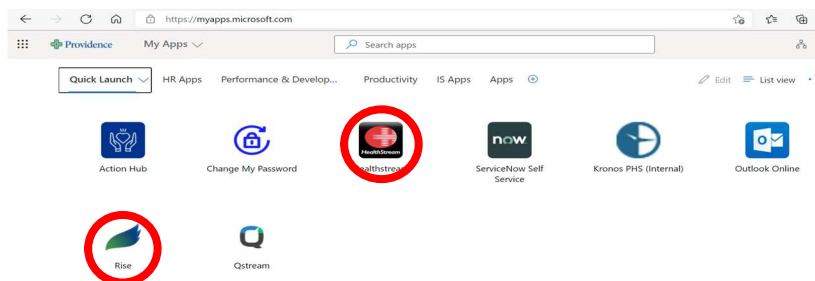 https://myapps.microsoft.com
Providence My Apps Search apps
Quick Launch HR Apps Performance & Develop... Productivity IS Apps Apps Edit List view
HealthStream now
Action Hub Change My Password Healthstream ServiceNow Self Service Kronos PHS (Internal) Outlook Online
Rise Qstream